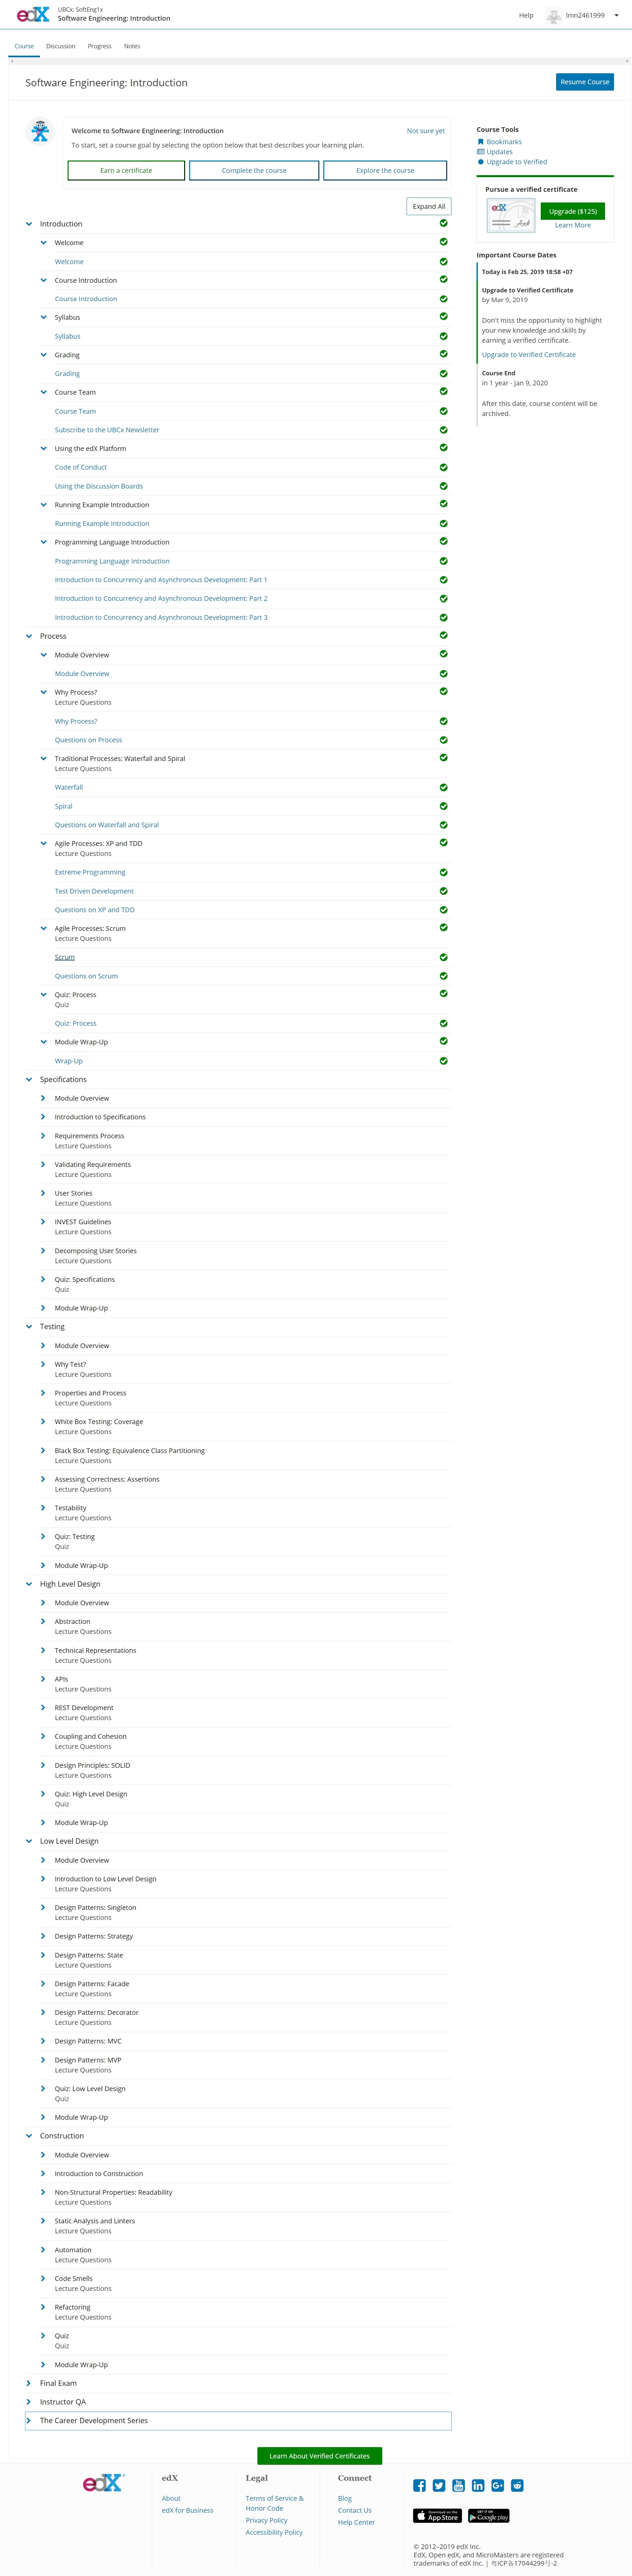 edX
UBCx: SoftEng1x
Software Engineering: Introduction
Help
lmn2461999
Course
Discussion
Progress
Notes
Software Engineering: Introduction
Resume Course
Welcome to Software Engineering: Introduction
Not sure yet
To start, set a course goal by selecting the option below that best describes your learning plan.
Earn a certificate
Complete the course
Explore the course
Expand All
Introduction
Welcome
Welcome
Course Introduction
Course Introduction
Syllabus
Syllabus
Grading
Grading
Course Team
Course Team
Subscribe to the UBCx Newsletter
Using the edX Platform
Code of Conduct
Using the Discussion Boards
Running Example Introduction
Running Example Introduction
Programming Language Introduction
Programming Language Introduction
Introduction to Concurrency and Asynchronous Development: Part 1
Introduction to Concurrency and Asynchronous Development: Part 2
Introduction to Concurrency and Asynchronous Development: Part 3
Process
Module Overview
Module Overview
Why Process?
Lecture Questions
Why Process?
Questions on Process
Traditional Processes: Waterfall and Spiral
Lecture Questions
Waterfall
Spiral
Questions on Waterfall and Spiral
Agile Processes: XP and TDD
Lecture Questions
Extreme Programming
Test Driven Development
Questions on XP and TDD
Agile Processes: Scrum
Lecture Questions
Scrum
Questions on Scrum
Quiz: Process
Quiz
Quiz: Process
Module Wrap-Up
Wrap-Up
Specifications
Module Overview
Introduction to Specifications
Requirements Process
Lecture Questions
Validating Requirements
Lecture Questions
User Stories
Lecture Questions
INVEST Guidelines
Lecture Questions
Decomposing User Stories
Lecture Questions
Quiz: Specifications
Quiz
Module Wrap-Up
Testing
Module Overview
Why Test?
Lecture Questions
Properties and Process
Lecture Questions
White Box Testing: Coverage
Lecture Questions
Black Box Testing: Equivalence Class Partitioning
Lecture Questions
Assessing Correctness: Assertions
Lecture Questions
Testability
Lecture Questions
Quiz: Testing
Quiz
Module Wrap-Up
High Level Design
Module Overview
Abstraction
Lecture Questions
Technical Representations
Lecture Questions
APIs
Lecture Questions
REST Development
Lecture Questions
Coupling and Cohesion
Lecture Questions
Design Principles: SOLID
Lecture Questions
Quiz: High Level Design
Quiz
Module Wrap-Up
Low Level Design
Module Overview
Introduction to Low Level Design
Lecture Questions
Design Patterns: Singleton
Lecture Questions
Design Patterns: Strategy
Design Patterns: State
Lecture Questions
Design Patterns: Facade
Lecture Questions
Design Patterns: Decorator
Lecture Questions
Design Patterns: MVC
Design Patterns: MVP
Lecture Questions
Quiz: Low Level Design
Quiz
Module Wrap-Up
Construction
Module Overview
Introduction to Construction
Non-Structural Properties: Readability
Lecture Questions
Static Analysis and Linters
Lecture Questions
Automation
Lecture Questions
Code Smells
Lecture Questions
Refactoring
Lecture Questions
Quiz
Quiz
Module Wrap-Up
Final Exam
Instructor QA
The Career Development Series
Course Tools
Bookmarks
Updates
Upgrade to Verified
Pursue a verified certificate
edX
Upgrade ($125)
Learn More
Important Course Dates
Today is Feb 25, 2019 18:58 +07
Upgrade to Verified Certificate
by Mar 9, 2019
Don't miss the opportunity to highlight
your new knowledge and skills by
earning a verified certificate.
Upgrade to Verified Certificate
Course End
in 1 year - Jan 9, 2020
After this date, course content will be
archived.
Learn About Verified Certificates
edX
edX
About
edX for Business
Legal
Terms of Service &
Honor Code
Privacy Policy
Accessibility Policy
Connect
Blog
Contact Us
Help Center
Download on the
App Store
GET IT ON
Google play
© 2012–2019 edX Inc.
EdX, Open edX, and MicroMasters are registered
trademarks of edX Inc. | 粤ICP备17044299号-2